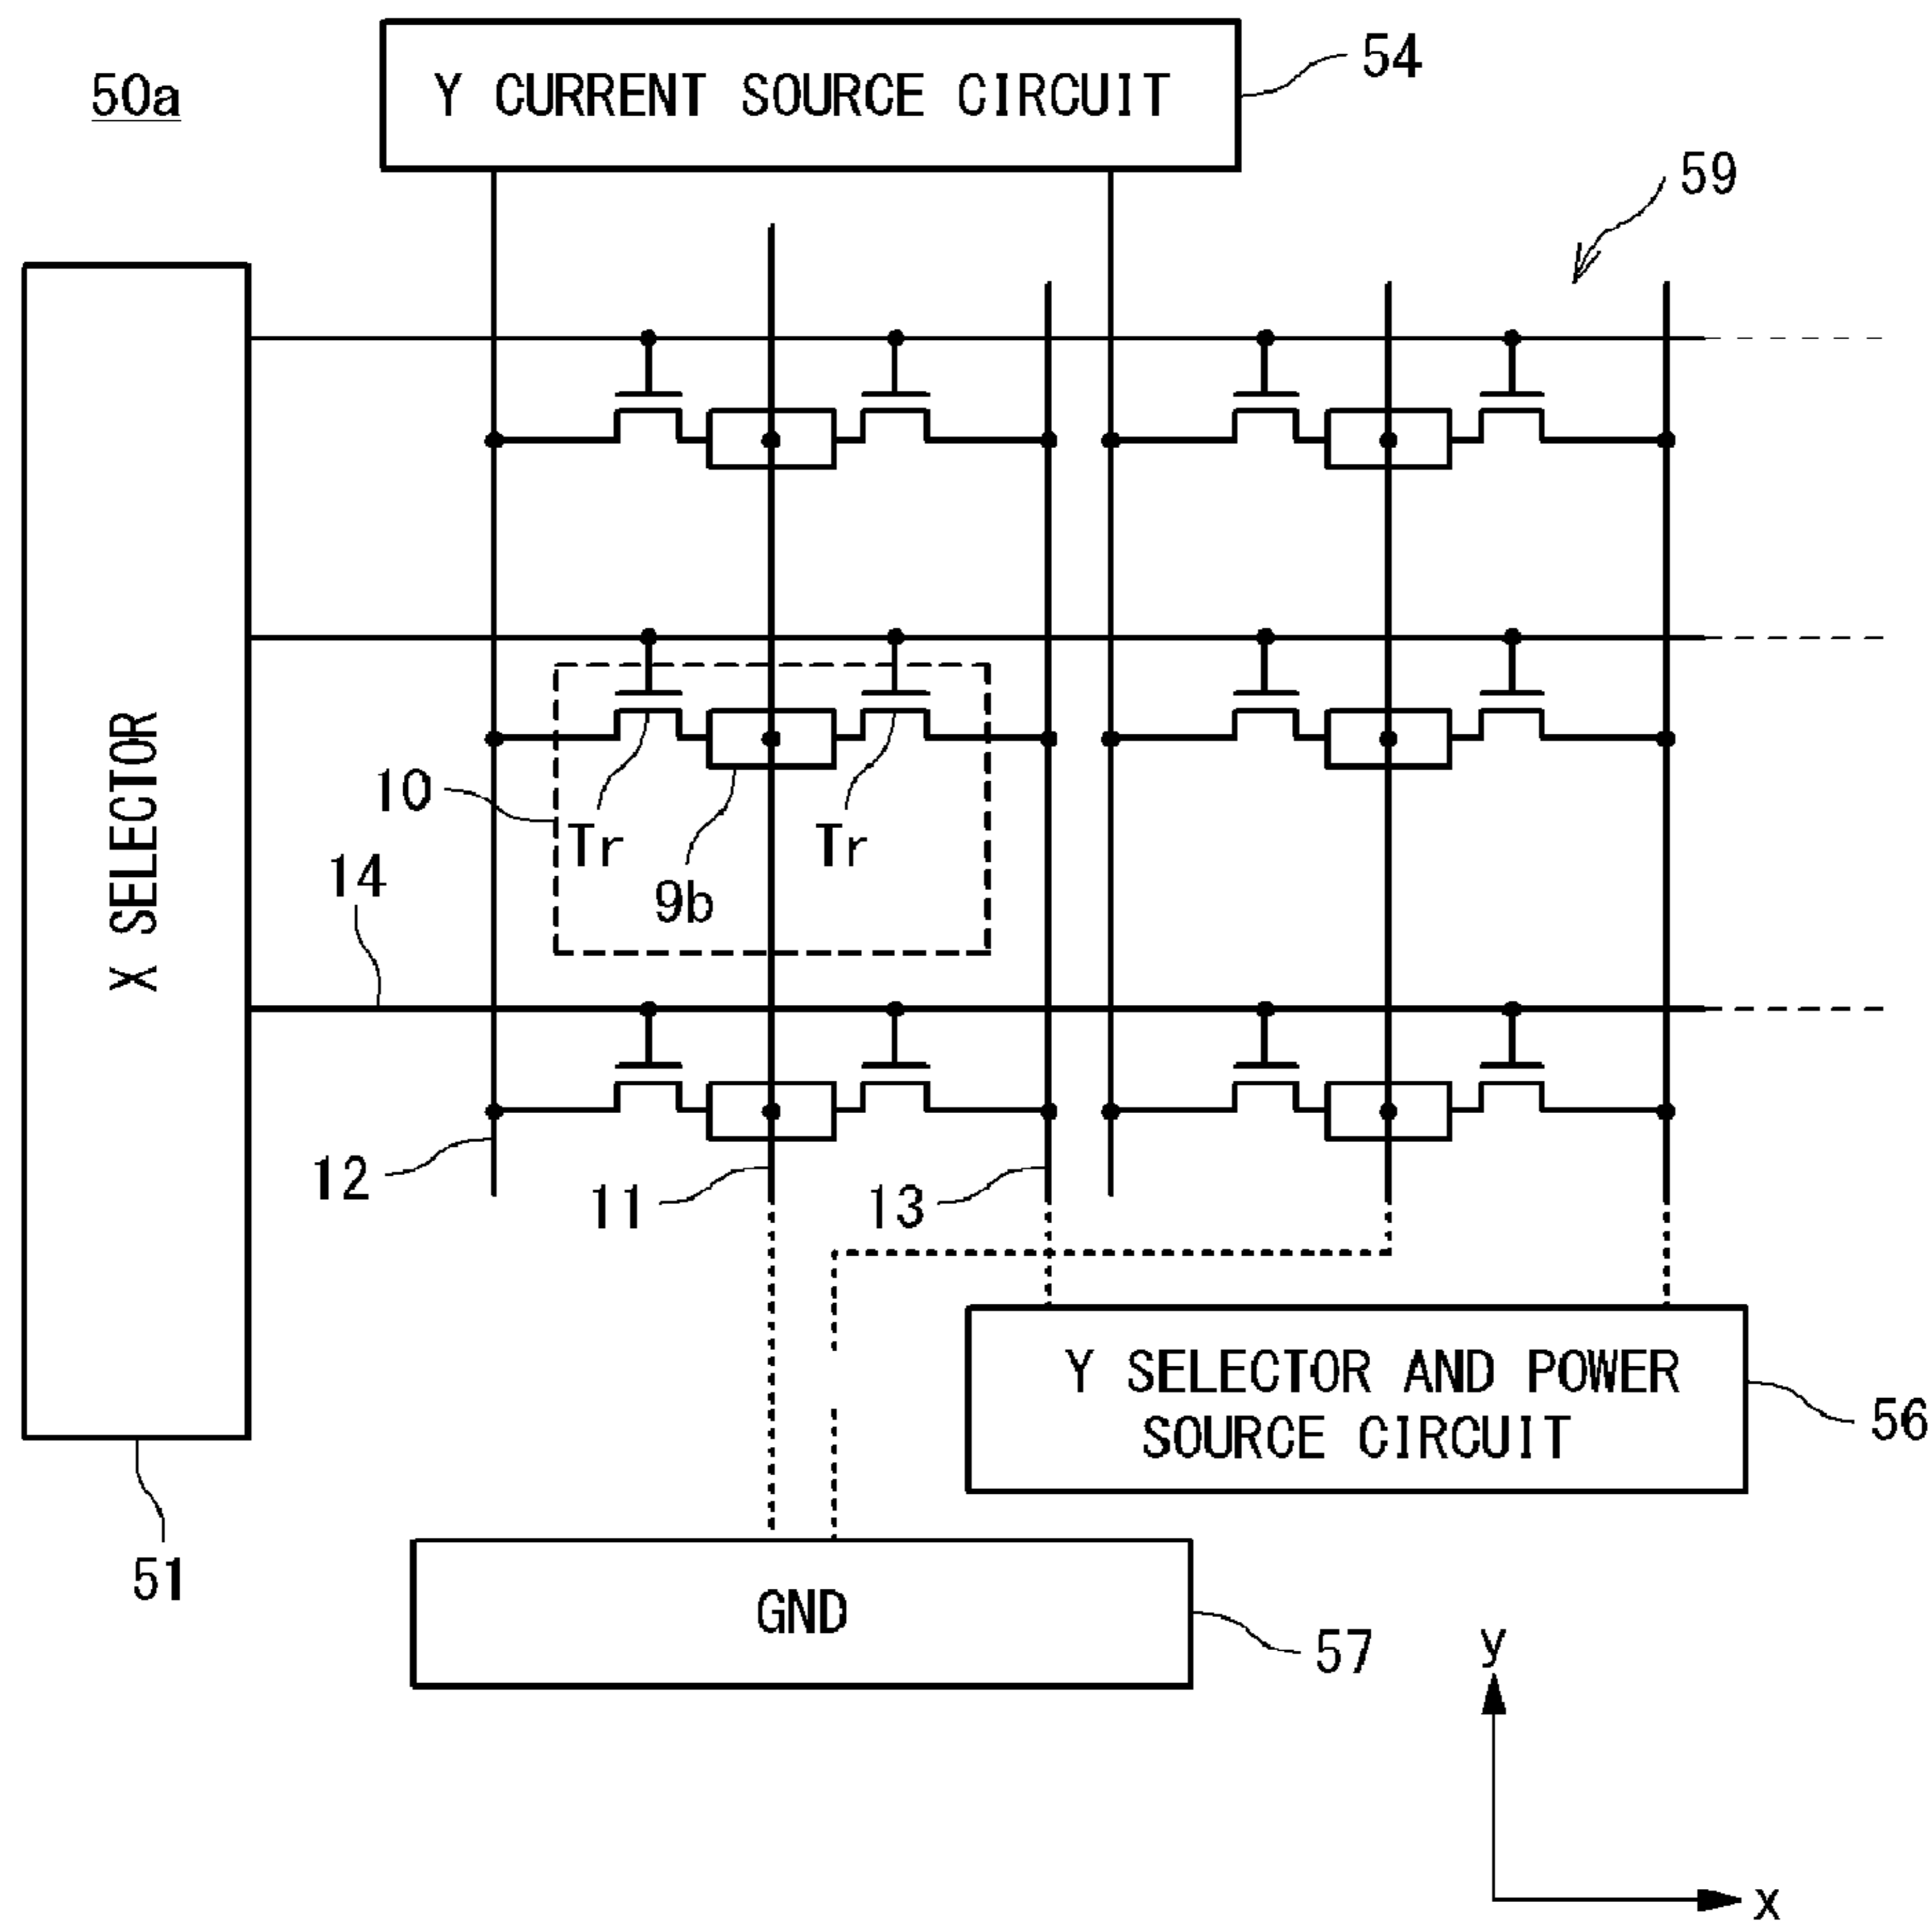 50a
Y CURRENT SOURCE CIRCUIT
54
59
X SELECTOR
10
Tr
Tr
9b
14
12
11
13
Y SELECTOR AND POWER
SOURCE CIRCUIT
56
51
GND
57
y
x